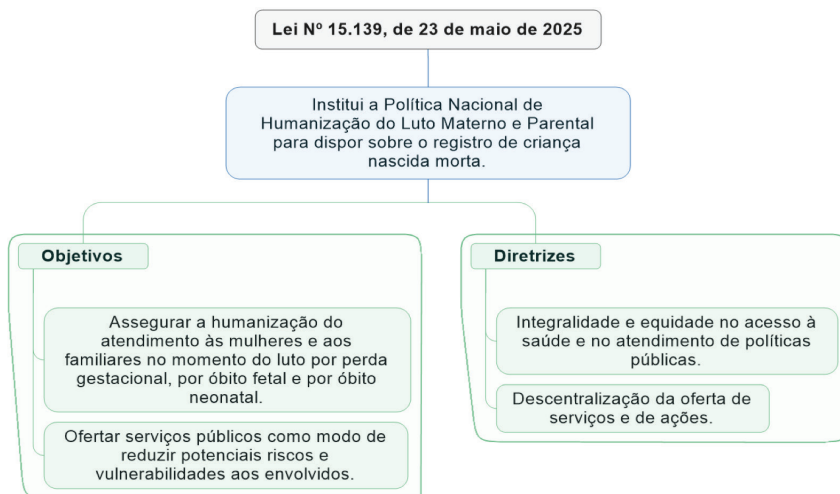 Lei Nº 15.139, de 23 de maio de 2025
Institui a Política Nacional de
Humanização do Luto Materno e Parental
para dispor sobre o registro de criança
nascida morta.
Objetivos
Assegurar a humanização do
atendimento às mulheres e aos
familiares no momento do luto por perda
gestacional, por óbito fetal e por óbito
neonatal.
Ofertar serviços públicos como modo de
reduzir potenciais riscos e
vulnerabilidades aos envolvidos.
Diretrizes
Integralidade e equidade no acesso à
saúde e no atendimento de políticas
públicas.
Descentralização da oferta de
serviços e de ações.